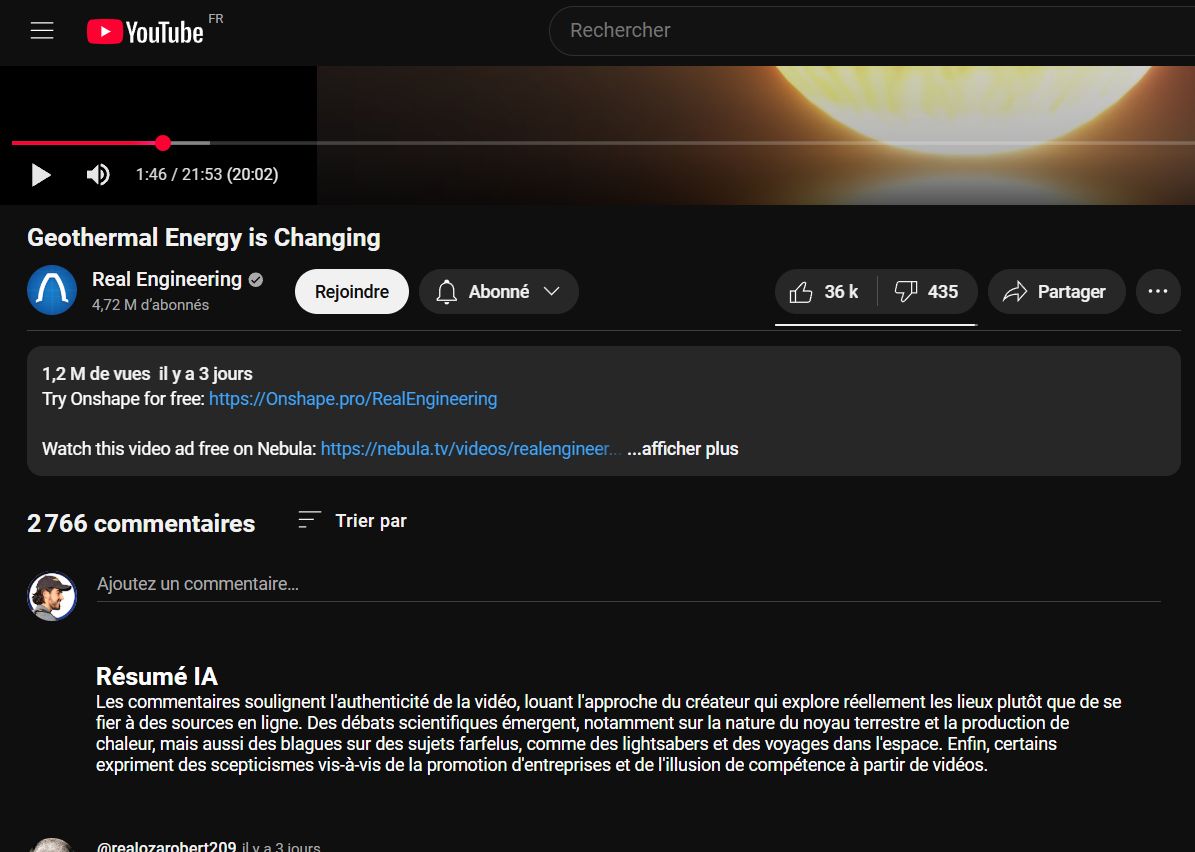 YouTube FR
Rechercher
1:46 / 21:53 (20:02)
Geothermal Energy is Changing
Real Engineering
4,72 M d’abonnés
Rejoindre
Abonné
36 k
435
Partager
1,2 M de vues il y a 3 jours
Try Onshape for free: https://Onshape.pro/RealEngineering
Watch this video ad free on Nebula: https://nebula.tv/videos/realengineer... ...afficher plus
2 766 commentaires
Trier par
Ajoutez un commentaire...
Résumé IA
Les commentaires soulignent l'authenticité de la vidéo, louant l'approche du créateur qui explore réellement les lieux plutôt que de se
fier à des sources en ligne. Des débats scientifiques émergent, notamment sur la nature du noyau terrestre et la production de
chaleur, mais aussi des blagues sur des sujets farfelus, comme des lightsabers et des voyages dans l'espace. Enfin, certains
expriment des scepticismes vis-à-vis de la promotion d'entreprises et de l'illusion de compétence à partir de vidéos.
@realozarobert209 il y a 3 jours